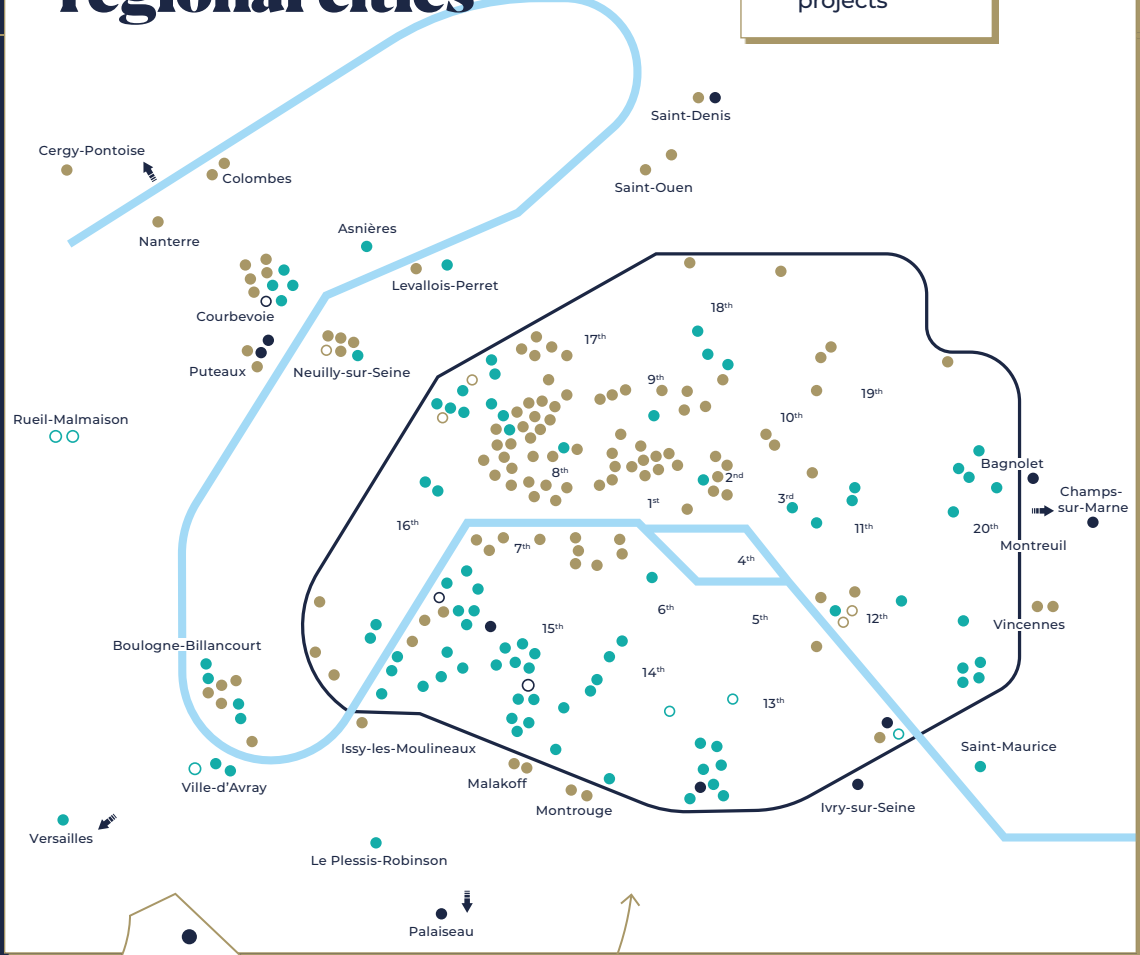 regional cities
projects
Saint-Denis
Cergy-Pontoise
Colombes
Saint-Ouen
Nanterre
Asnières
Levallois-Perret
Courbevoie
18th
17th
Puteaux
Neuilly-sur-Seine
9th
19th
Rueil-Malmaison
10th
Bagnolet
8th
2nd
Champs-
sur-Marne
3rd
1st
16th
11th
20th
7th
Montreuil
4th
6th
5th
12th
Vincennes
15th
Boulogne-Billancourt
14th
13th
Issy-les-Moulineaux
Saint-Maurice
Malakoff
Ville-d’Avray
Montrouge
Ivry-sur-Seine
Versailles
Le Plessis-Robinson
Palaiseau